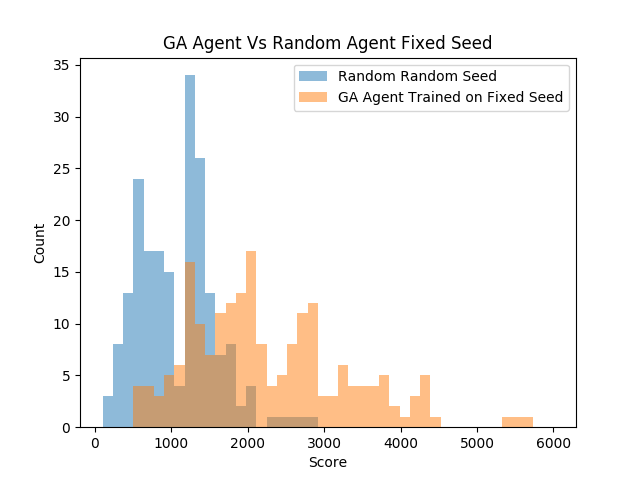 GA Agent Vs Random Agent Fixed Seed
Random Random Seed
GA Agent Trained on Fixed Seed
35
30
25
20
15
10
5
0
Count
0 1000 2000 3000 4000 5000 6000
Score